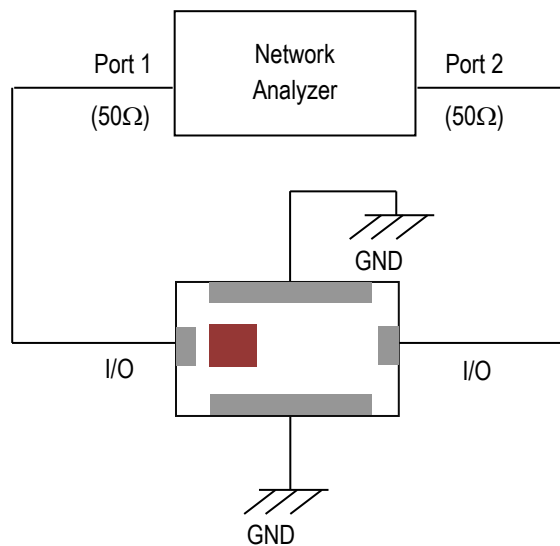 Port 1
Network
Analyzer
Port 2
(50Ω)
(50Ω)
GND
I/O
I/O
GND